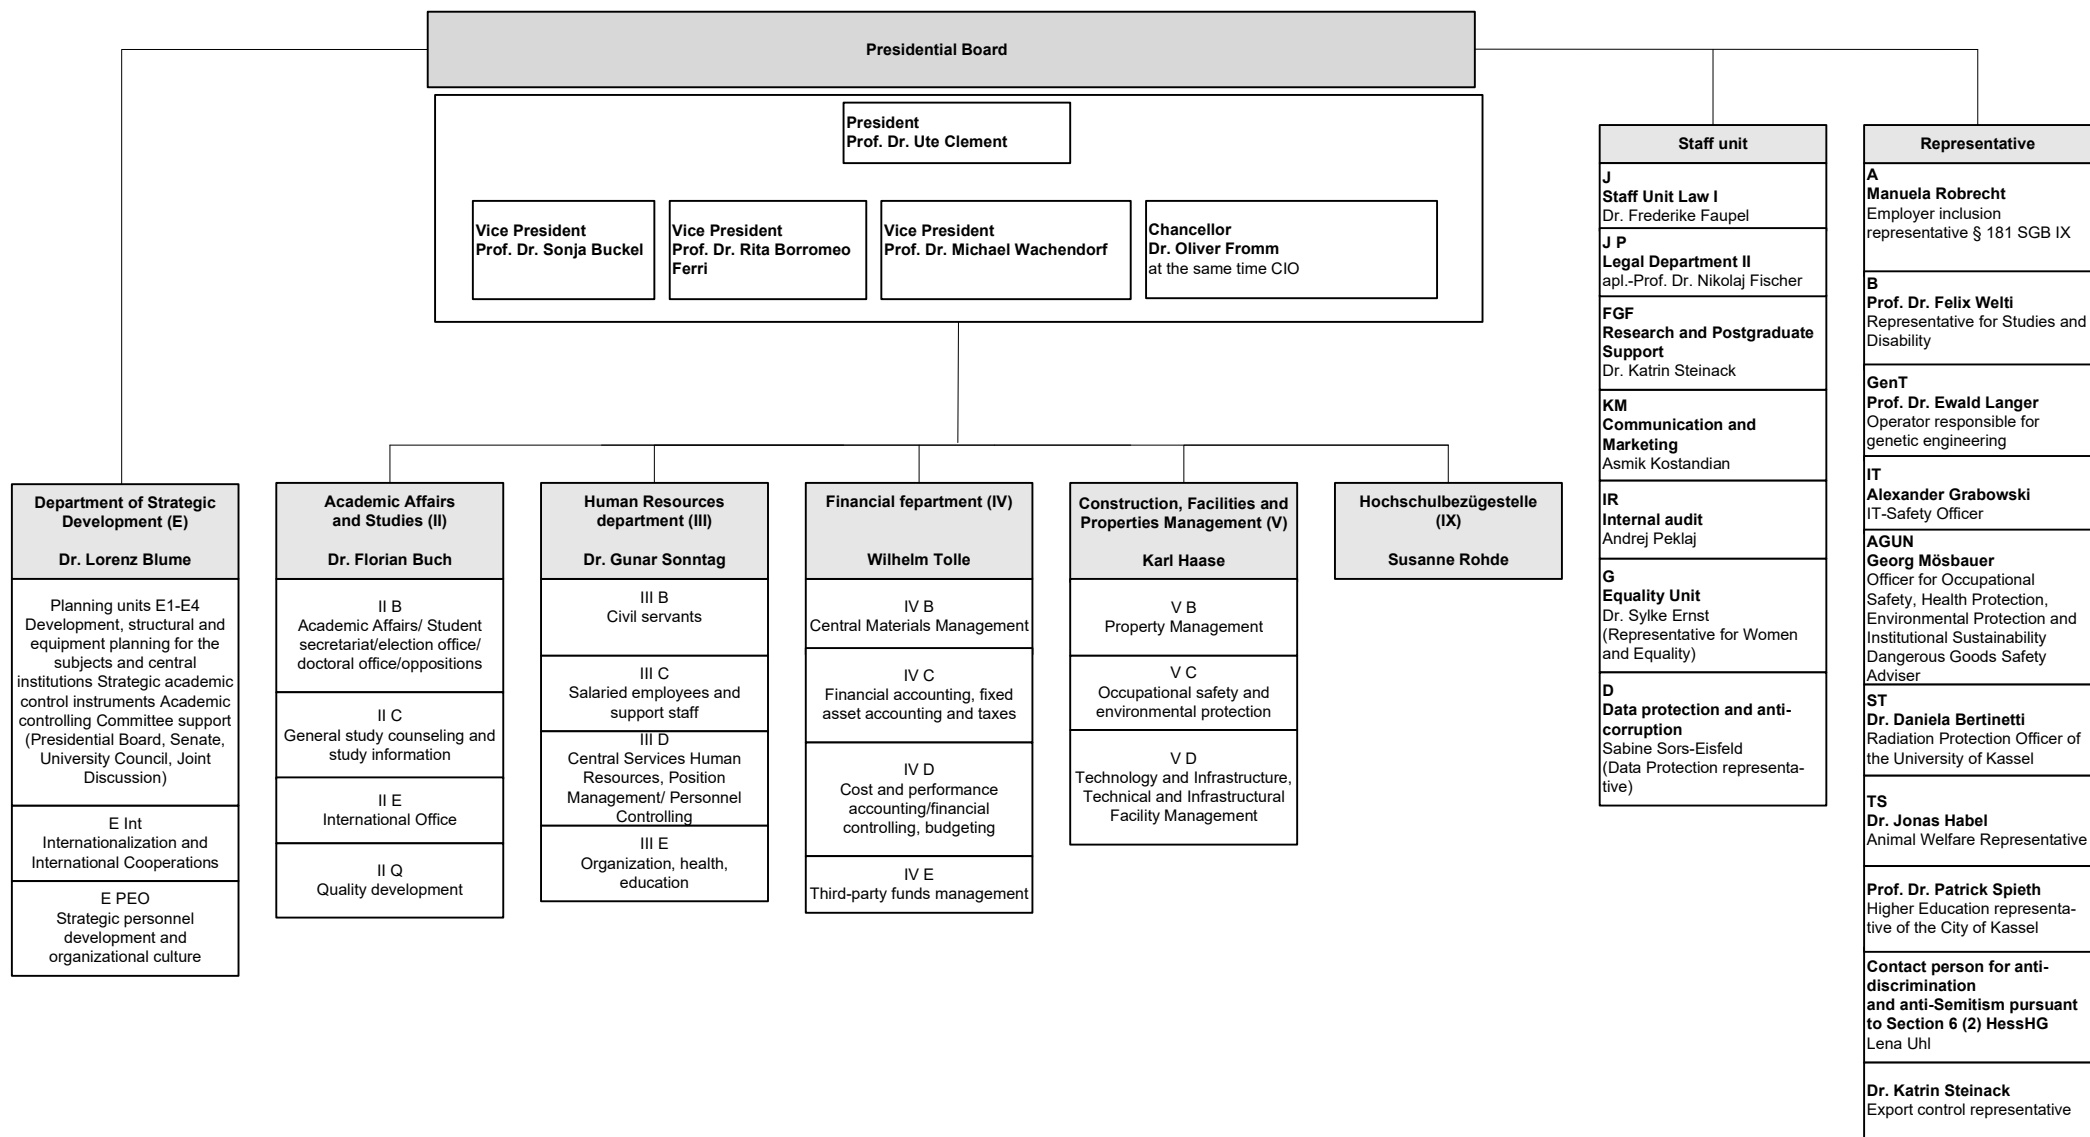 Presidential Board
President
Prof. Dr. Ute Clement
Vice President
Prof. Dr. Sonja Buckel
Vice President
Prof. Dr. Rita Borromeo
Ferri
Vice President
Prof. Dr. Michael Wachendorf
Chancellor
Dr. Oliver Fromm
at the same time CIO
Department of Strategic
Development (E)
Dr. Lorenz Blume
Planning units E1-E4
Development, structural and
equipment planning for the
subjects and central
institutions Strategic academic
control instruments Academic
controlling Committee support
(Presidential Board, Senate,
University Council, Joint
Discussion)
E Int
Internationalization and
International Cooperations
E PEO
Strategic personnel
development and
organizational culture
Academic Affairs
and Studies (II)
Dr. Florian Buch
II B
Academic Affairs/ Student
secretariat/election office/
doctoral office/oppositions
II C
General study counseling and
study information
II E
International Office
II Q
Quality development
Human Resources
department (III)
Dr. Gunar Sonntag
III B
Civil servants
III C
Salaried employees and
support staff
III D
Central Services Human
Resources, Position
Management/ Personnel
Controlling
III E
Organization, health,
education
Financial fepartment (IV)
Wilhelm Tolle
IV B
Central Materials Management
IV C
Financial accounting, fixed
asset accounting and taxes
IV D
Cost and performance
accounting/financial
controlling, budgeting
IV E
Third-party funds management
Construction, Facilities and
Properties Management (V)
Karl Haase
V B
Property Management
V C
Occupational safety and
environmental protection
V D
Technology and Infrastructure,
Technical and Infrastructural
Facility Management
Hochschulbezügestelle
(IX)
Susanne Rohde
Staff unit
J
Staff Unit Law I
Dr. Frederike Faupel
J P
Legal Department II
apl.-Prof. Dr. Nikolaj Fischer
FGF
Research and Postgraduate
Support
Dr. Katrin Steinack
KM
Communication and
Marketing
Asmik Kostandian
IR
Internal audit
Andrej Peklaj
G
Equality Unit
Dr. Sylke Ernst
(Representative for Women
and Equality)
D
Data protection and anti-
corruption
Sabine Sors-Eisfeld
(Data Protection representa-
tive)
Representative
A
Manuela Robrecht
Employer inclusion
representative § 181 SGB IX
B
Prof. Dr. Felix Welti
Representative for Studies and
Disability
GenT
Prof. Dr. Ewald Langer
Operator responsible for
genetic engineering
IT
Alexander Grabowski
IT-Safety Officer
AGUN
Georg Mösbauer
Officer for Occupational
Safety, Health Protection,
Environmental Protection and
Institutional Sustainability
Dangerous Goods Safety
Adviser
ST
Dr. Daniela Bertinetti
Radiation Protection Officer of
the University of Kassel
TS
Dr. Jonas Habel
Animal Welfare Representative
Prof. Dr. Patrick Spieth
Higher Education representa-
tive of the City of Kassel
Contact person for anti-
discrimination
and anti-Semitism pursuant
to Section 6 (2) HessHG
Lena Uhl
Dr. Katrin Steinack
Export control representative